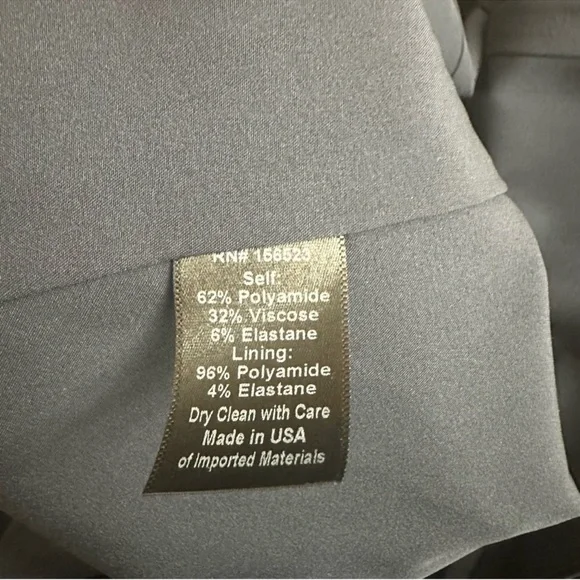 RN# 156523
Self:
62% Polyamide
32% Viscose
6% Elastane
Lining:
96% Polyamide
4% Elastane
Dry Clean with Care
Made in USA
of Imported Materials